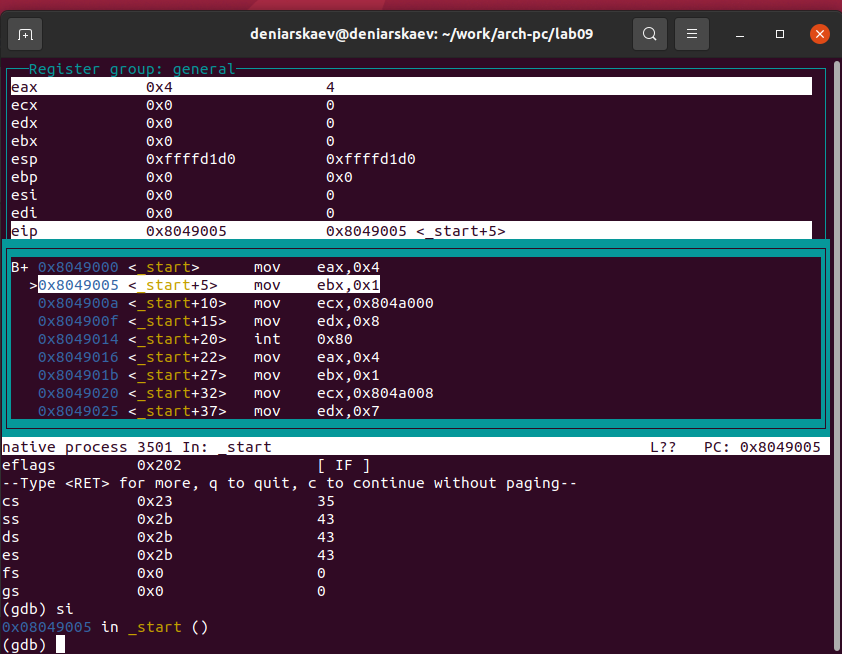 deniarskaev@deniarskaev: ~/work/arch-pc/lab09
Register group: general
eax 0x4 4
ecx 0x0 0
edx 0x0 0
ebx 0x0 0
esp 0xffffd1d0 0xffffd1d0
ebp 0x0 0x0
esi 0x0 0
edi 0x0 0
eip 0x8049005 0x8049005 <_start+5>
B+ 0x8049000 <_start> mov eax,0x4
>0x8049005 <_start+5> mov ebx,0x1
0x804900a <_start+10> mov ecx,0x804a000
0x804900f <_start+15> mov edx,0x8
0x8049014 <_start+20> int 0x80
0x8049016 <_start+22> mov eax,0x4
0x804901b <_start+27> mov ebx,0x1
0x8049020 <_start+32> mov ecx,0x804a008
0x8049025 <_start+37> mov edx,0x7
native process 3501 In: _start L?? PC: 0x8049005
eflags 0x202 [ IF ]
--Type <RET> for more, q to quit, c to continue without paging--
cs 0x23 35
ss 0x2b 43
ds 0x2b 43
es 0x2b 43
fs 0x0 0
gs 0x0 0
(gdb) si
0x08049005 in _start ()
(gdb)